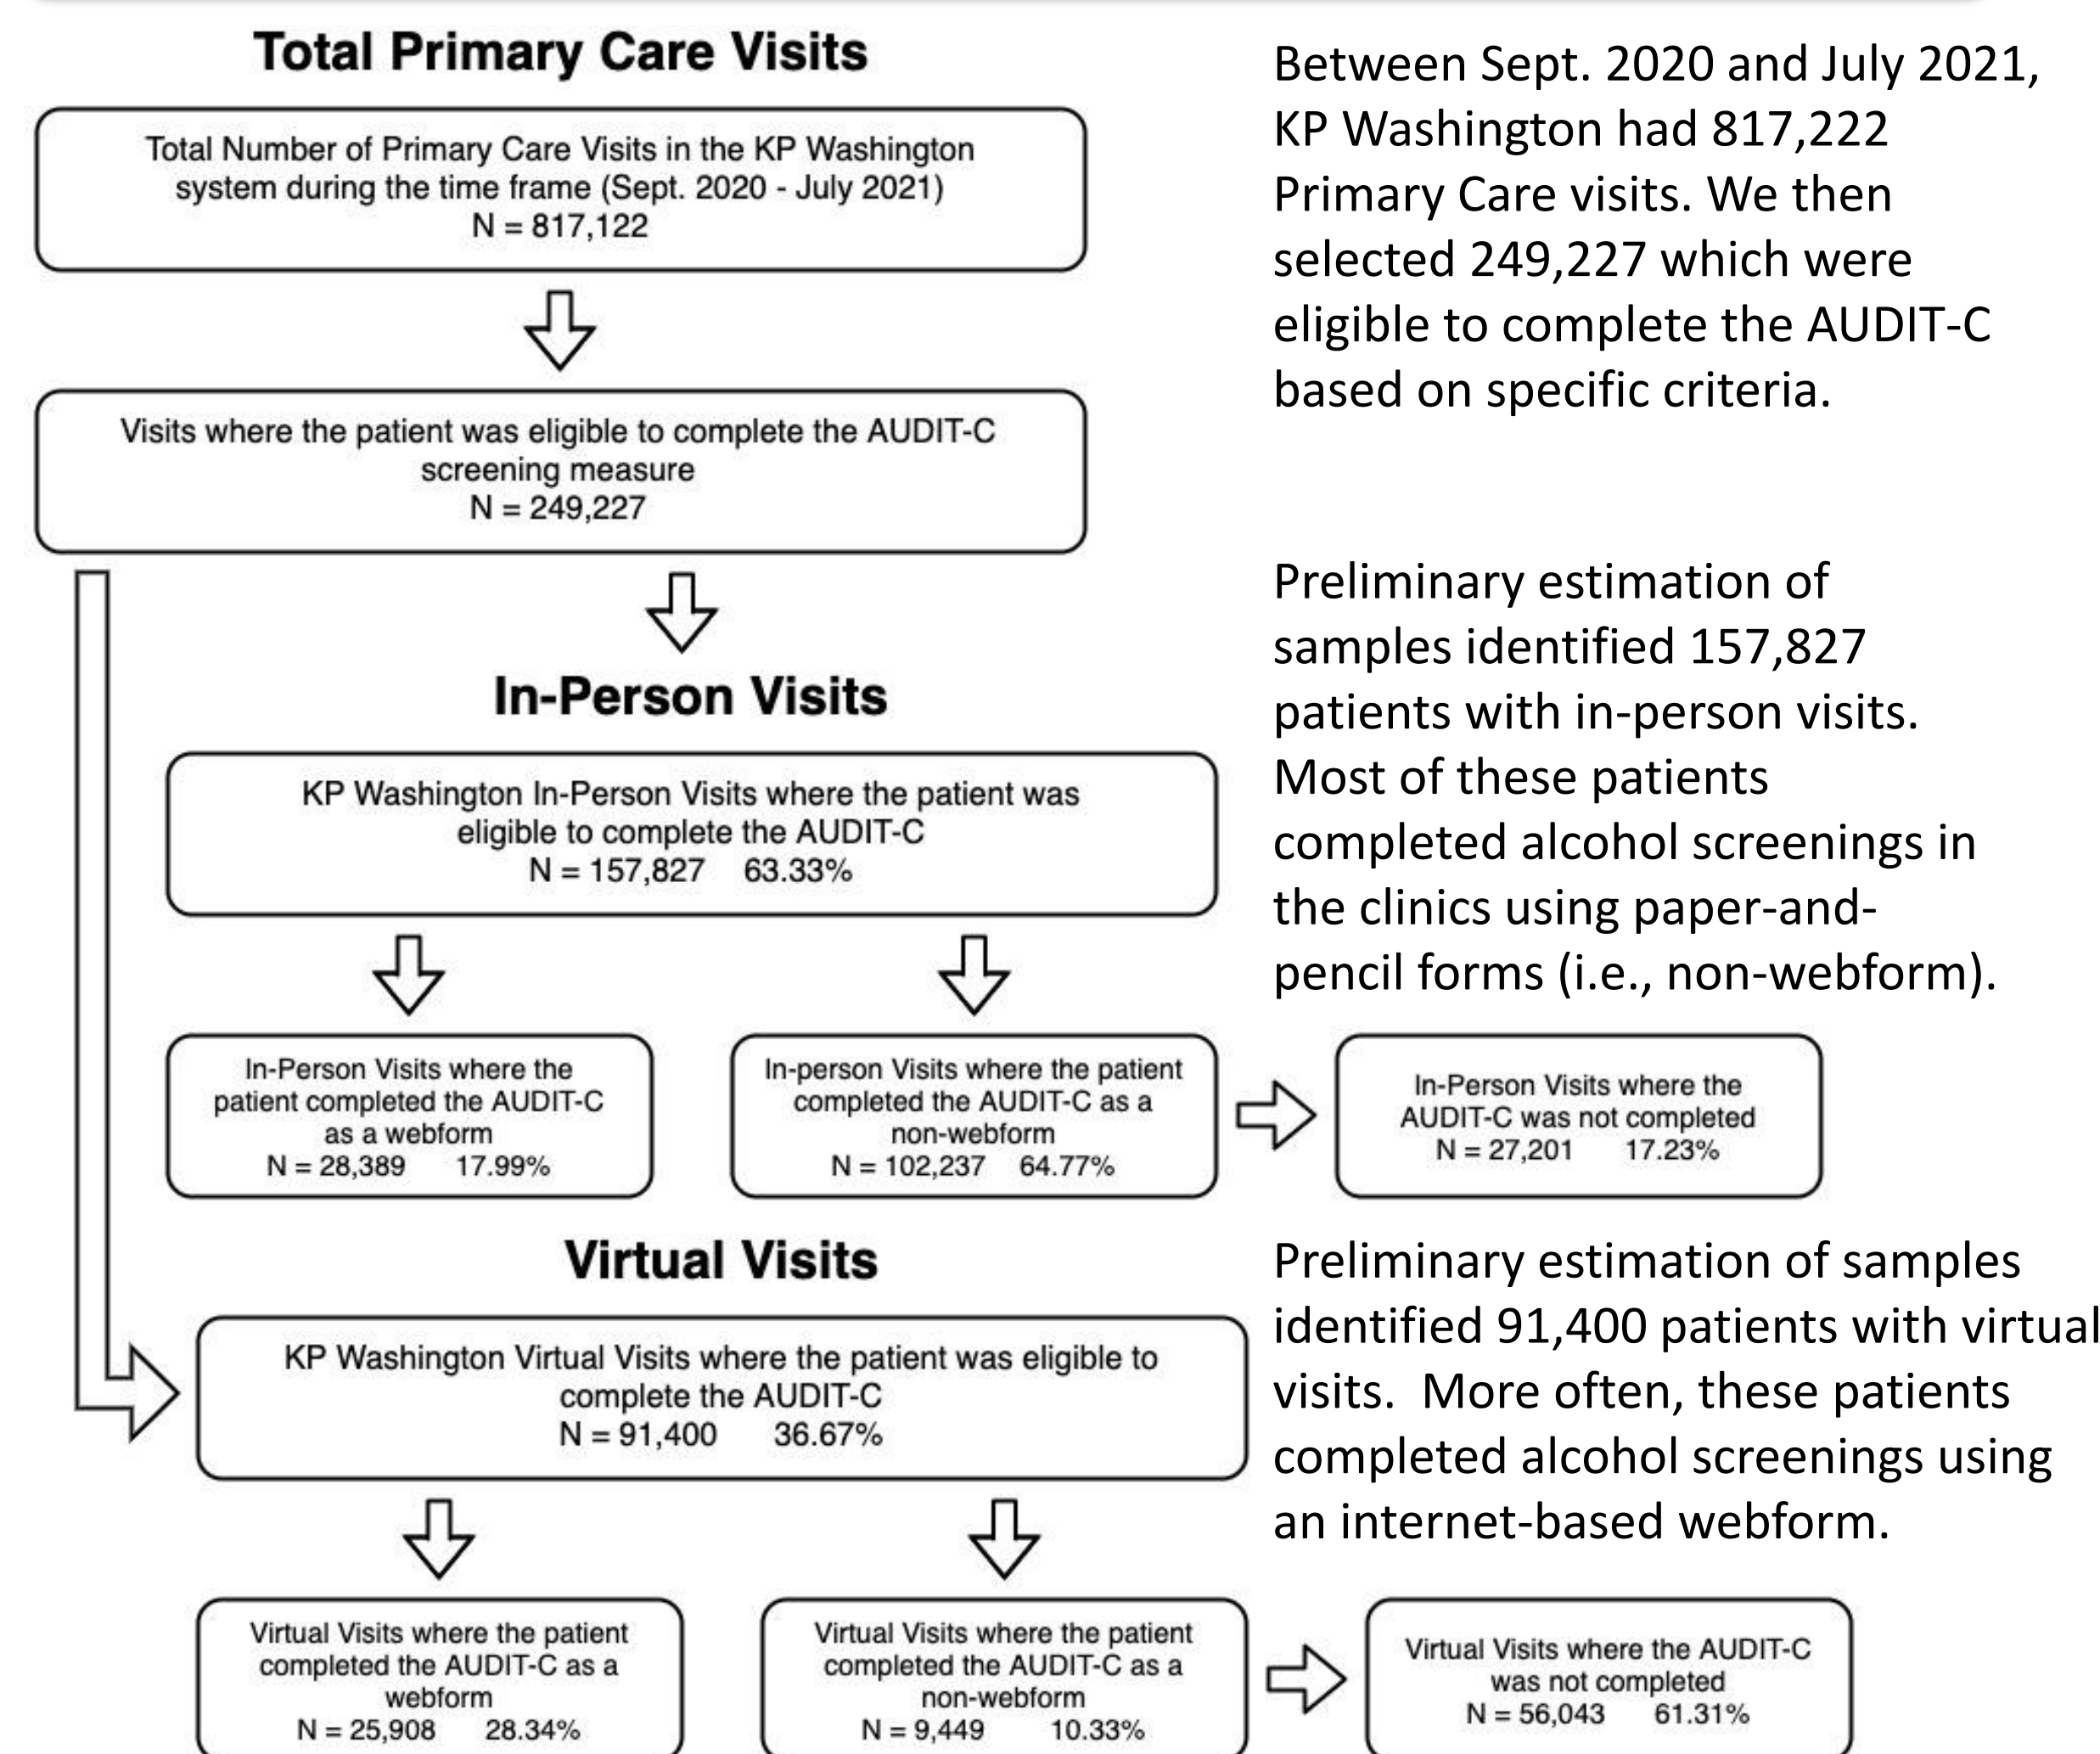 Total Primary Care Visits
Total Number of Primary Care Visits in the KP Washington
system during the time frame (Sept. 2020 - July 2021)
N = 817,122
Between Sept. 2020 and July 2021,
KP Washington had 817,222
Primary Care visits. We then
selected 249,227 which were
eligible to complete the AUDIT-C
based on specific criteria.
Visits where the patient was eligible to complete the AUDIT-C
screening measure
N = 249,227
In-Person Visits
KP Washington In-Person Visits where the patient was
eligible to complete the AUDIT-C
N = 157,827 63.33%
Preliminary estimation of
samples identified 157,827
patients with in-person visits.
Most of these patients
completed alcohol screenings in
the clinics using paper-and-
pencil forms (i.e., non-webform).
In-Person Visits where the
patient completed the AUDIT-C
as a webform
N = 28,389 17.99%
In-person Visits where the patient
completed the AUDIT-C as a
non-webform
N = 102,237 64.77%
In-Person Visits where the
AUDIT-C was not completed
N = 27,201 17.23%
Virtual Visits
KP Washington Virtual Visits where the patient was eligible to
complete the AUDIT-C
N = 91,400 36.67%
Preliminary estimation of samples
identified 91,400 patients with virtual
visits. More often, these patients
completed alcohol screenings using
an internet-based webform.
Virtual Visits where the patient
completed the AUDIT-C as a
webform
N = 25,908 28.34%
Virtual Visits where the patient
completed the AUDIT-C as a
non-webform
N = 9,449 10.33%
Virtual Visits where the AUDIT-C
was not completed
N = 56,043 61.31%